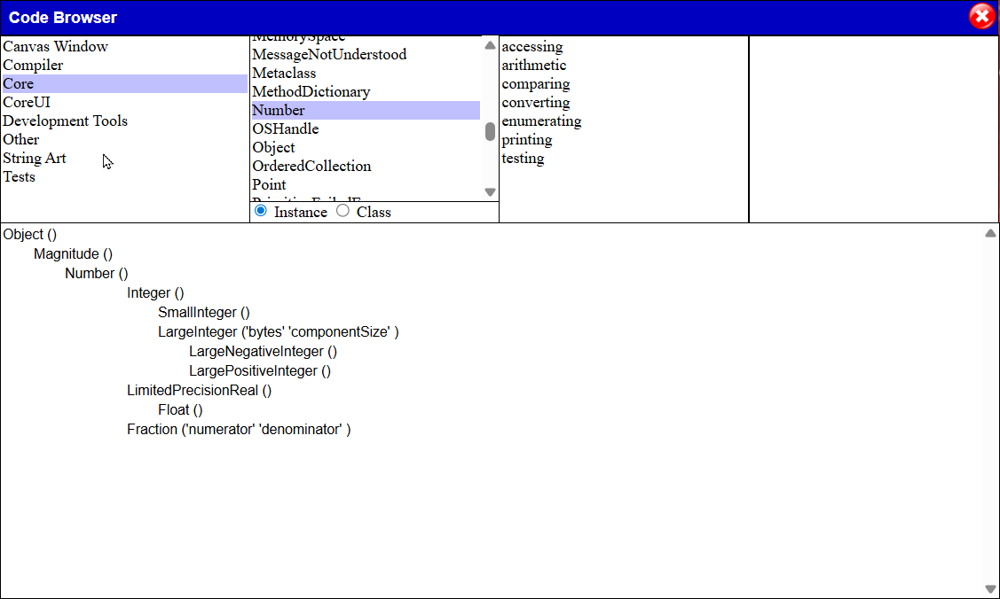 Code Browser
Canvas Window
Compiler
Core
CoreUI
Development Tools
Other
String Art
Tests
MemorySpace
MessageNotUnderstood
Metaclass
MethodDictionary
Number
OSHandle
Object
OrderedCollection
Point
Instance Class
accessing
arithmetic
comparing
converting
enumerating
printing
testing
Object ()
Magnitude ()
Number ()
Integer ()
SmallInteger ()
LargeInteger ('bytes' 'componentSize' )
LargeNegativeInteger ()
LargePositiveInteger ()
LimitedPrecisionReal ()
Float ()
Fraction ('numerator' 'denominator' )